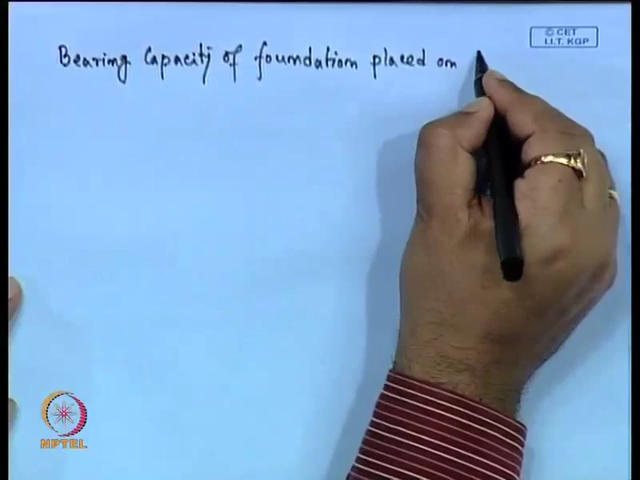 Bearing Capacity of foundation placed on
© CET
I.I.T. KGP
NPTEL